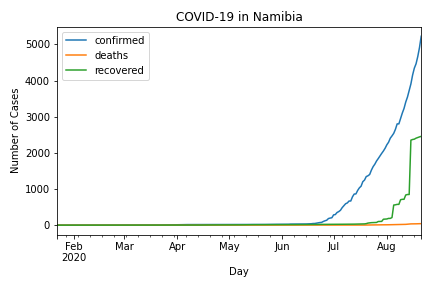 COVID-19 in Namibia
confirmed
deaths
recovered
Number of Cases
5000
4000
3000
2000
1000
0
Feb
2020
Mar
Apr
May
Jun
Jul
Aug
Day